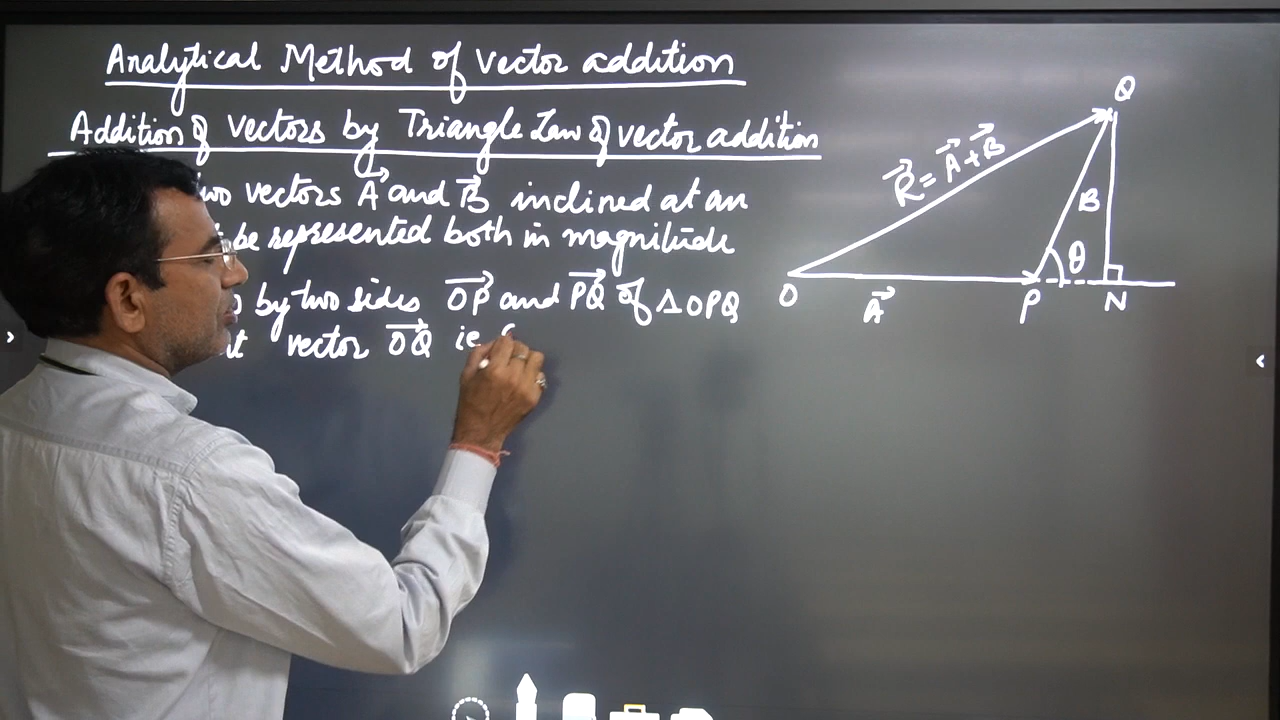 Analytical Method of vector addition
Addition of vectors by Triangle Law of vector addition
two vectors A⃗ and B⃗ inclined at an
be represented both in magnitude
by two sides OP⃗ and PQ⃗ of Δ OPQ
vector OQ⃗ ie
Q
R⃗ = A⃗ + B⃗
B
θ
O
A⃗
P
N